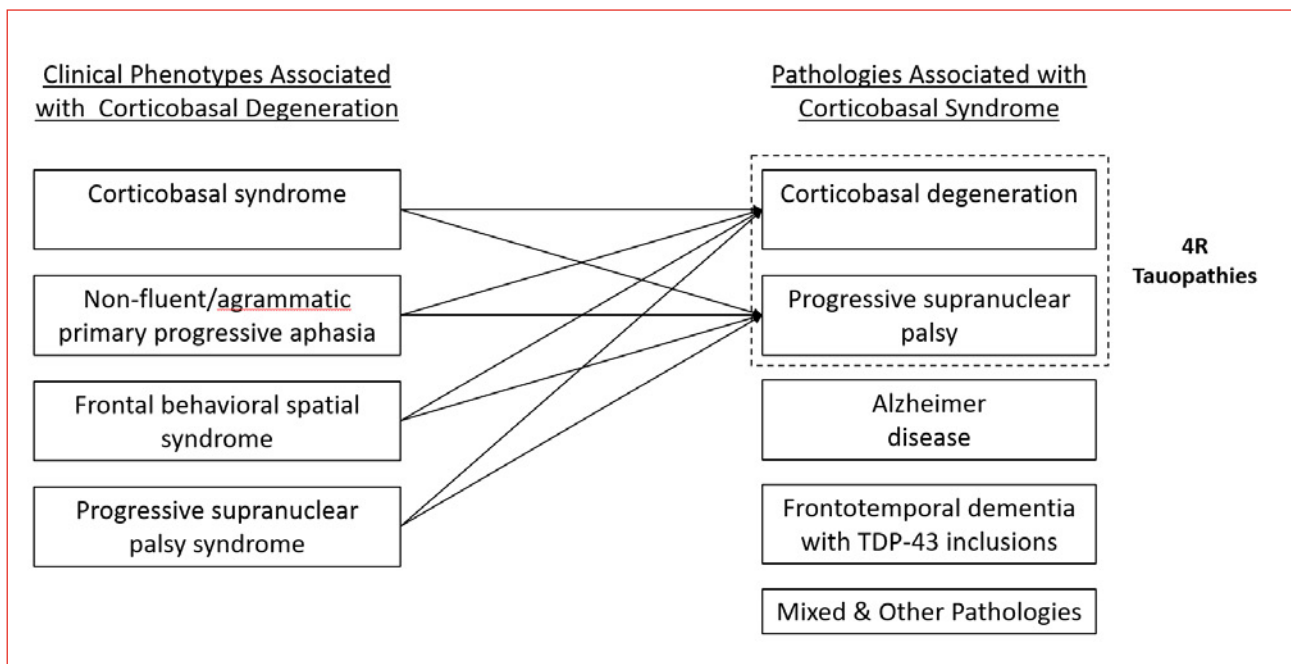 Clinical Phenotypes Associated
with Corticobasal Degeneration
Corticobasal syndrome
Non-fluent/agrammatic
primary progressive aphasia
Frontal behavioral spatial
syndrome
Progressive supranuclear
palsy syndrome
Pathologies Associated with
Corticobasal Syndrome
Corticobasal degeneration
Progressive supranuclear
palsy
Alzheimer
disease
Frontotemporal dementia
with TDP-43 inclusions
Mixed & Other Pathologies
4R
Tauopathies